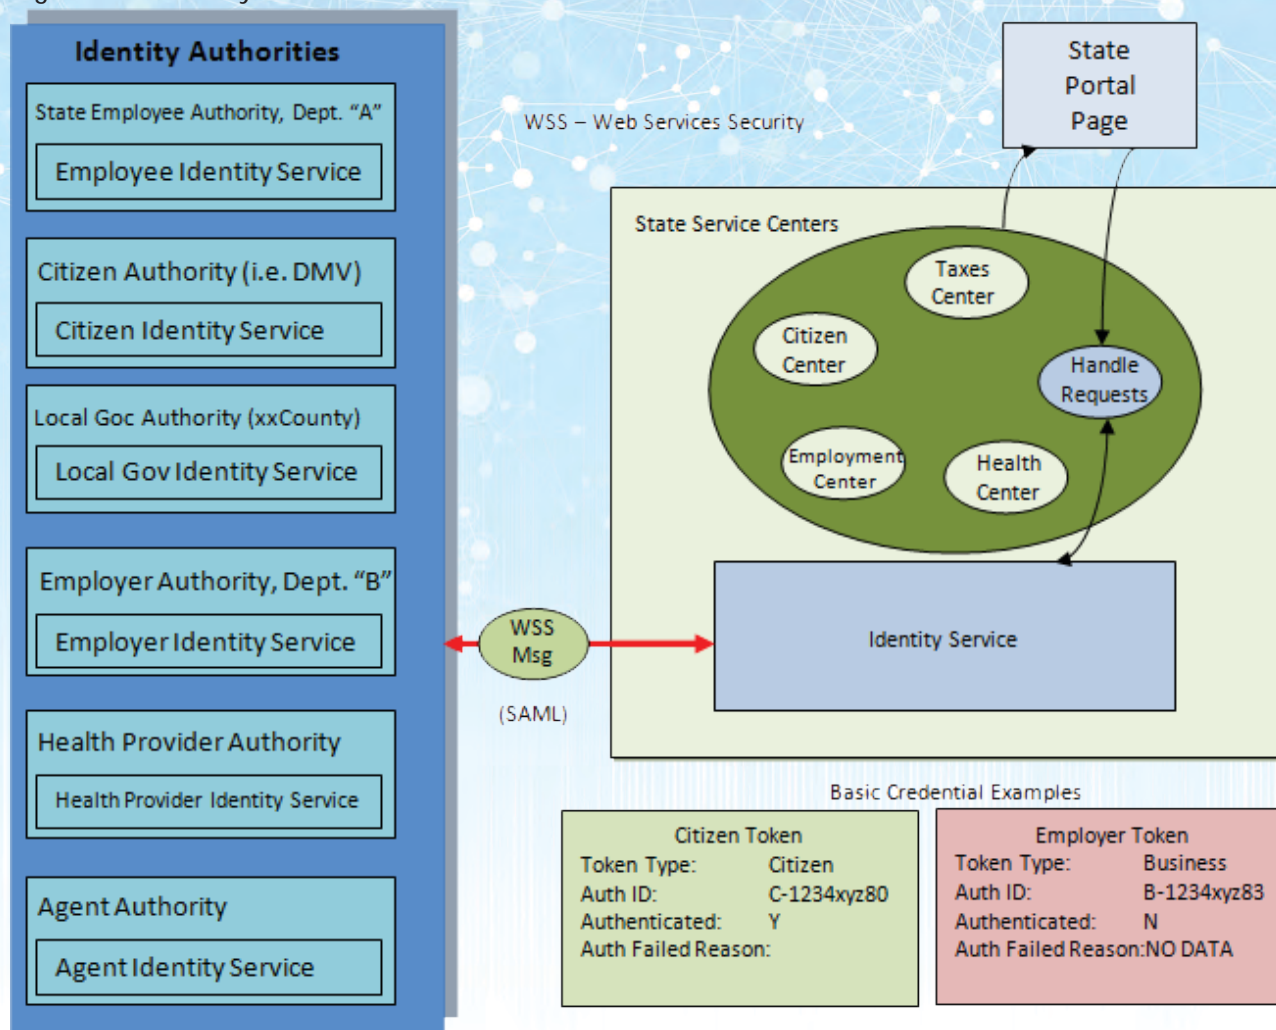 Identity Authorities
State Employee Authority, Dept. “A”
Employee Identity Service
Citizen Authority (i.e. DMV)
Citizen Identity Service
Local Goc Authority (xxCounty)
Local Gov Identity Service
Employer Authority, Dept. “B”
Employer Identity Service
Health Provider Authority
Health Provider Identity Service
Agent Authority
Agent Identity Service
WSS – Web Services Security
WSS
Msg
(SAML)
State
Portal
Page
State Service Centers
Taxes
Center
Citizen
Center
Handle
Requests
Employment
Center
Health
Center
Identity Service
Basic Credential Examples
Citizen Token
Token Type: Citizen
Auth ID: C-1234xyz80
Authenticated: Y
Auth Failed Reason:
Employer Token
Token Type: Business
Auth ID: B-1234xyz83
Authenticated: N
Auth Failed Reason:NO DATA